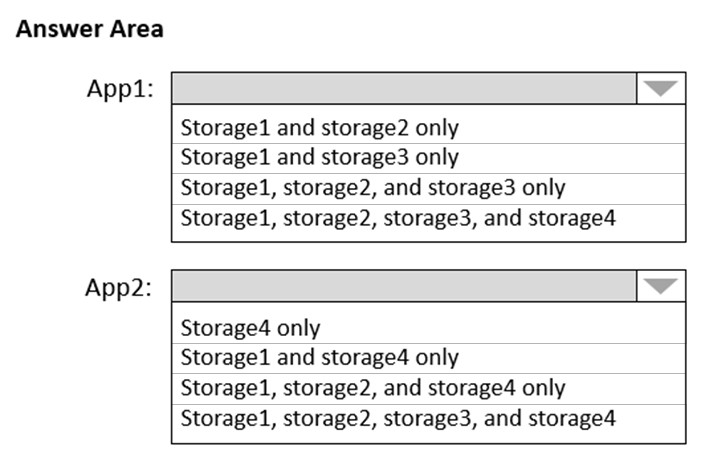 Answer Area
App1:
Storage1 and storage2 only
Storage1 and storage3 only
Storage1, storage2, and storage3 only
Storage1, storage2, storage3, and storage4
App2:
Storage4 only
Storage1 and storage4 only
Storage1, storage2, and storage4 only
Storage1, storage2, storage3, and storage4